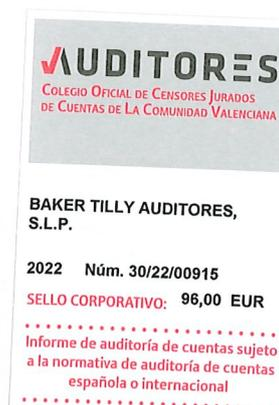 AUDITORES
COLEGIO OFICIAL DE CENSORES JURADOS
DE CUENTAS DE LA COMUNIDAD VALENCIANA
BAKER TILLY AUDITORES,
S.L.P.
2022 Núm. 30/22/00915
SELLO CORPORATIVO: 96,00 EUR
Informe de auditoría de cuentas sujeto
a la normativa de auditoría de cuentas
española o internacional